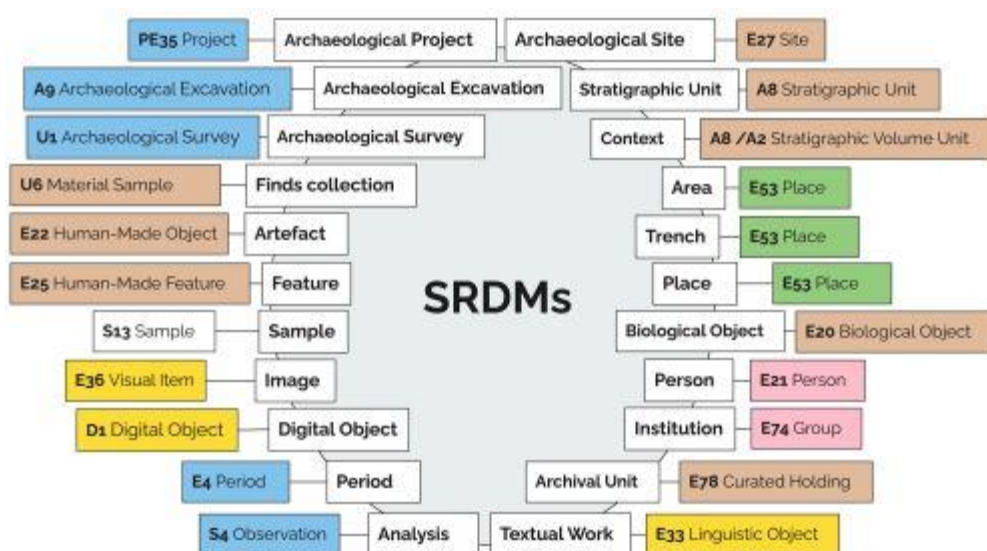 PE35 Project
Archaeological Project
Archaeological Site
E27 Site
A9 Archaeological Excavation
Archaeological Excavation
Stratigraphic Unit
A8 Stratigraphic Unit
U1 Archaeological Survey
Archaeological Survey
Context
A8 /A2 Stratigraphic Volume Unit
U6 Material Sample
Finds collection
Area
E53 Place
E22 Human-Made Object
Artefact
Trench
E53 Place
E25 Human-Made Feature
Feature
SRDMs
Place
E53 Place
S13 Sample
Sample
Biological Object
E20 Biological Object
E36 Visual Item
Image
Person
E21 Person
D1 Digital Object
Digital Object
Institution
E74 Group
E4 Period
Period
Archival Unit
E78 Curated Holding
S4 Observation
Analysis
Textual Work
E33 Linguistic Object